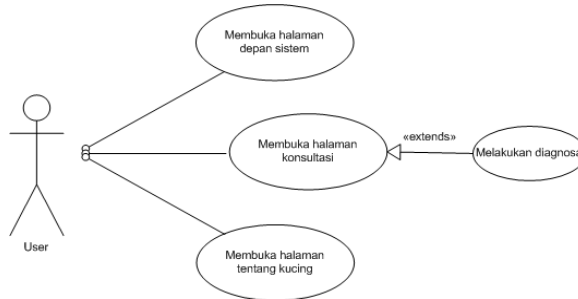 Membuka halaman
depan sistem
«extends»
Membuka halaman
konsultasi
Melakukan diagnosa
User
Membuka halaman
tentang kucing